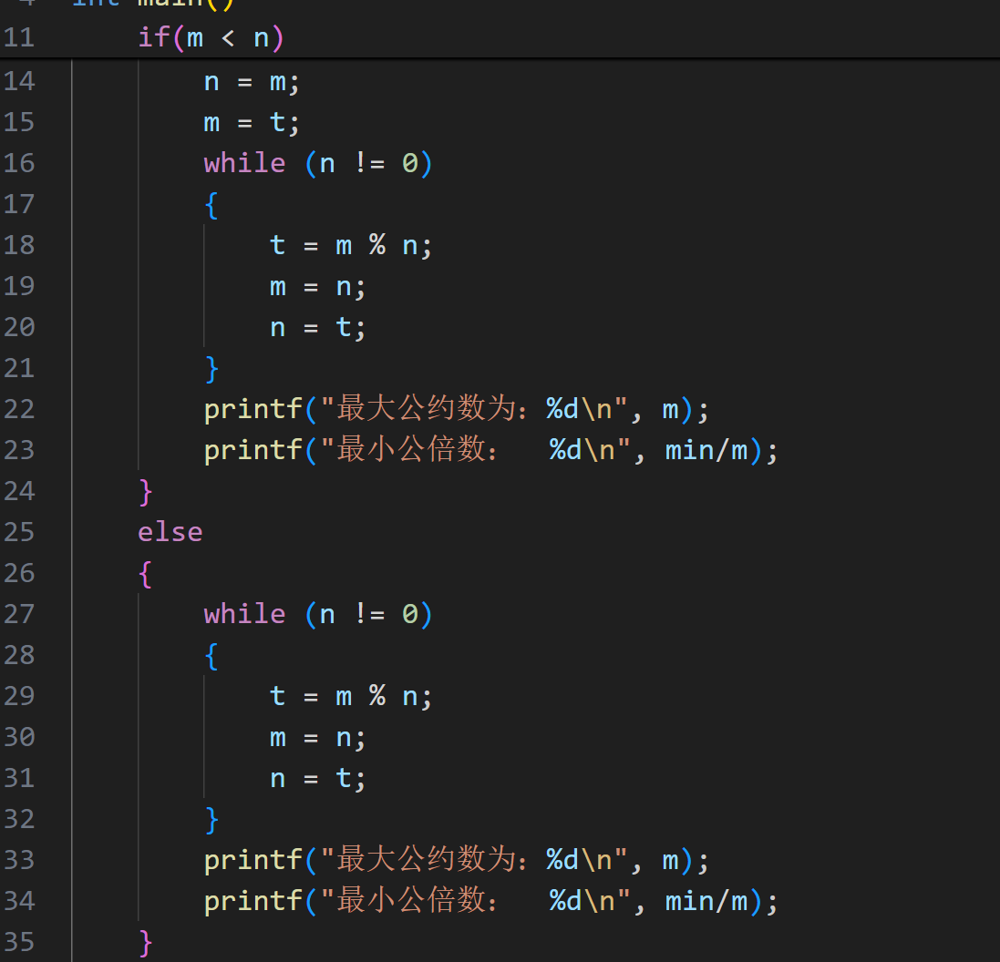 4 int main()
11 if(m < n)
14 n = m;
15 m = t;
16 while (n != 0)
17 {
18 t = m % n;
19 m = n;
20 n = t;
21 }
22 printf("最大公约数为：%d\n", m);
23 printf("最小公倍数：  %d\n", min/m);
24 }
25 else
26 {
27 while (n != 0)
28 {
29 t = m % n;
30 m = n;
31 n = t;
32 }
33 printf("最大公约数为：%d\n", m);
34 printf("最小公倍数：  %d\n", min/m);
35 }